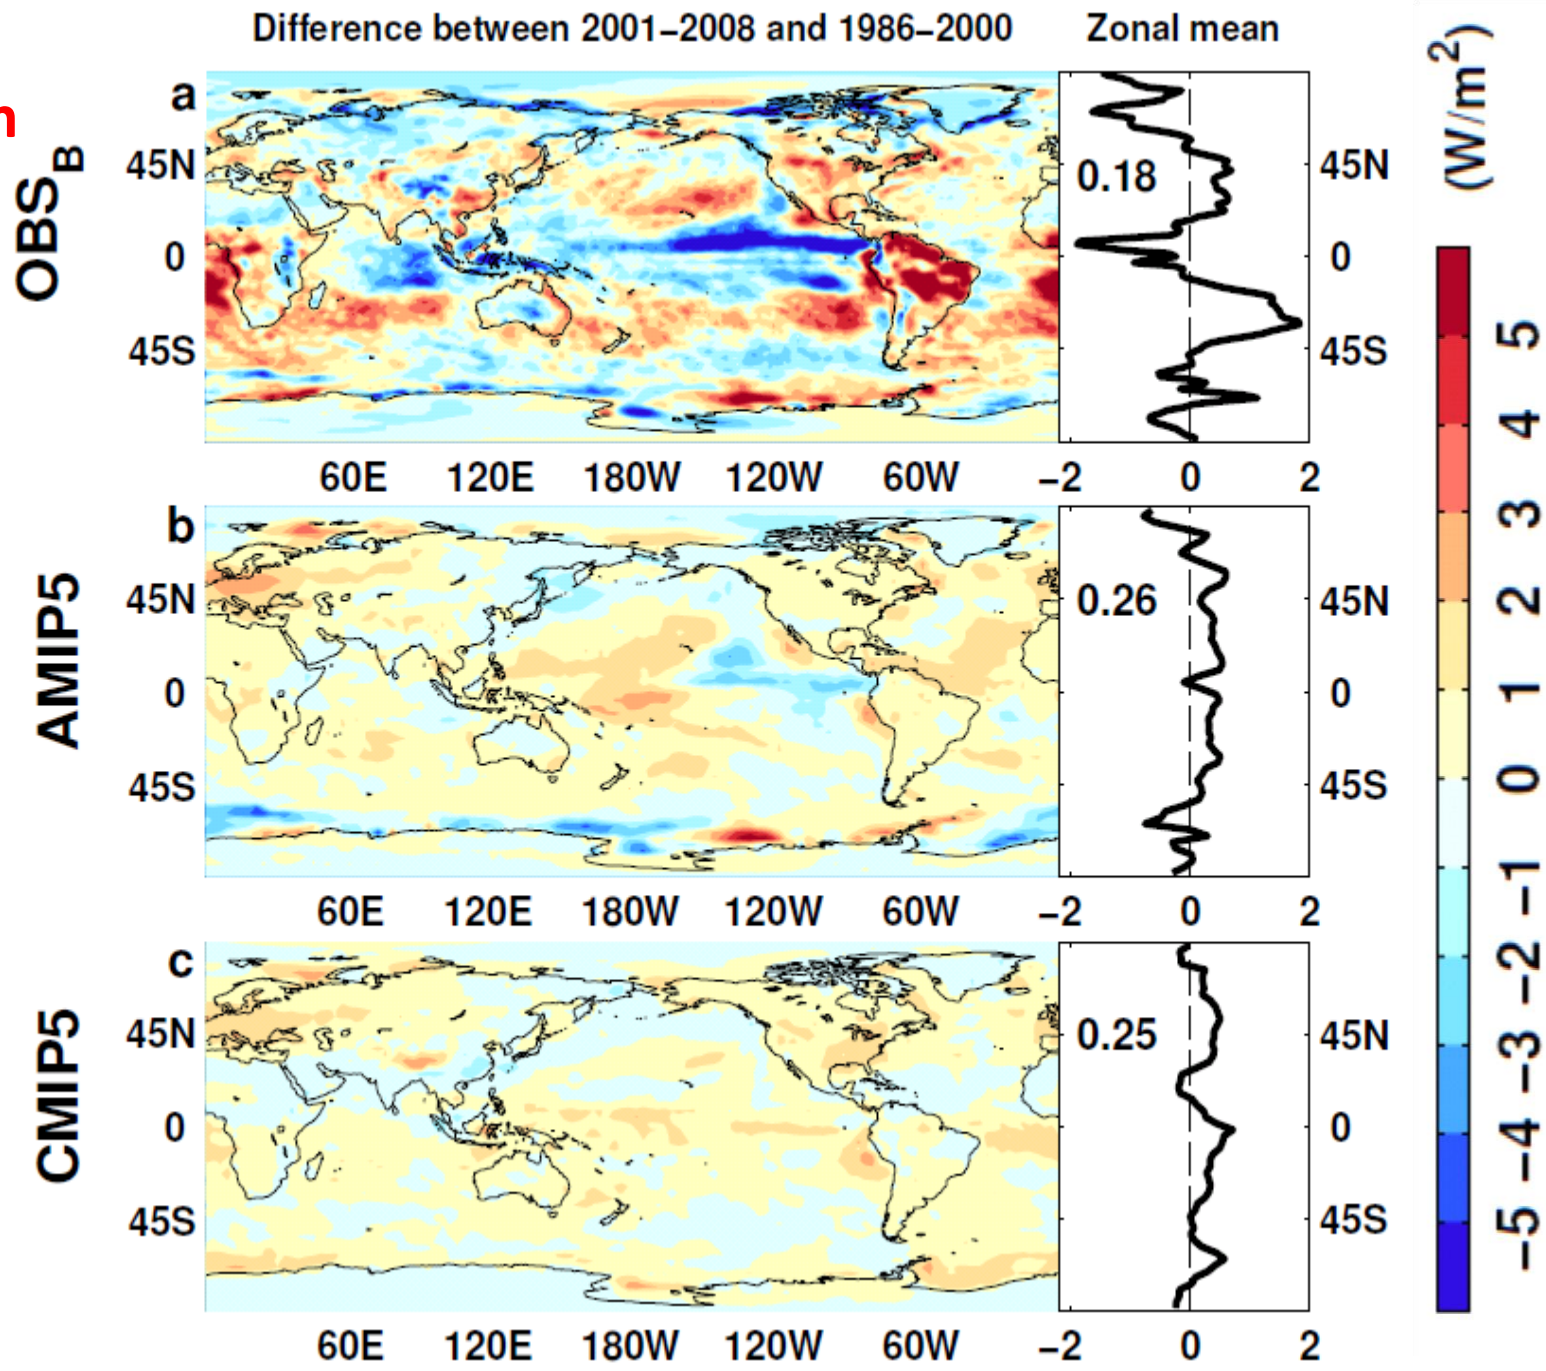 Difference between 2001−2008 and 1986−2000 Zonal mean
n
a
OBS_B
45N
0
45S
0.18
45N
0
45S
60E 120E 180W 120W 60W −2 0 2
b
AMIP5
45N
0
45S
0.26
45N
0
45S
60E 120E 180W 120W 60W −2 0 2
c
CMIP5
45N
0
45S
0.25
45N
0
45S
60E 120E 180W 120W 60W −2 0 2
(W/m²)
5
4
3
2
1
0
−1
−2
−3
−4
−5